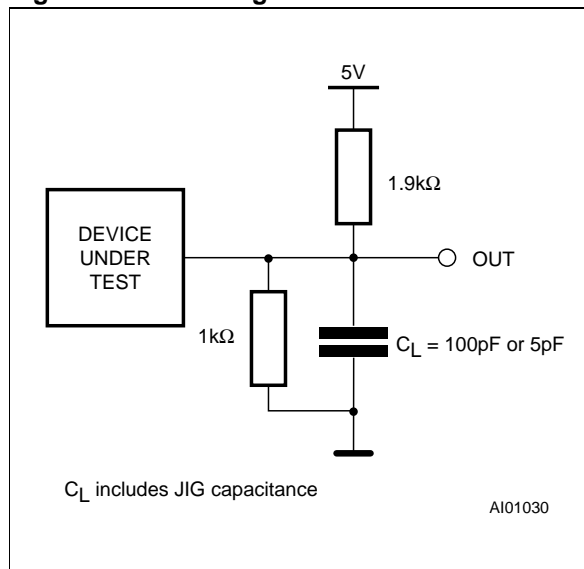 5V
1.9kΩ
DEVICE
UNDER
TEST
OUT
1kΩ
CL = 100pF or 5pF
CL includes JIG capacitance
AI01030